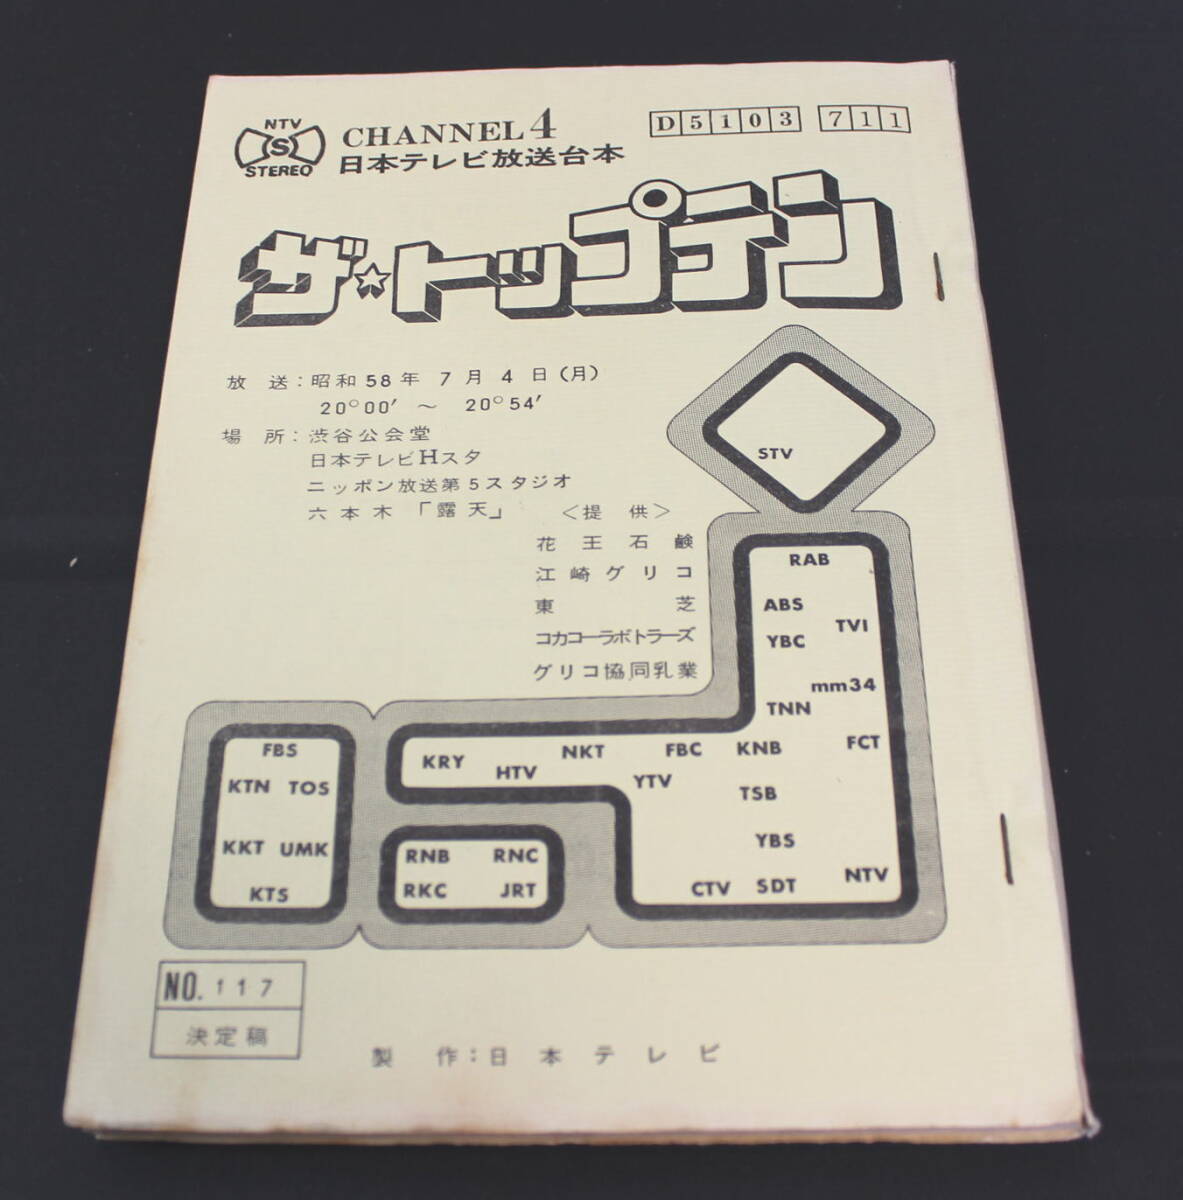 NTV
S
STEREO
CHANNEL4
日本テレビ放送台本
D5103 711
ザ☆トップテン
放送:昭和58年 7月 4日(月)
20°00′ ～ 20°54′
場所:渋谷公会堂
日本テレビHスタ
ニッポン放送第5スタジオ
六本木「露天」
＜提供＞
花王石鹸
江崎グリコ
東芝
コカコーラボトラーズ
グリコ協同乳業
STV
RAB
ABS
TVI
YBC
mm34
TNN
FCT
KNB
FBC
NKT
KRY
HTV
YTV
TSB
YBS
NTV
SDT
CTV
FBS
KTN TOS
KKT UMK
KTS
RNB RNC
RKC JRT
NO. 117
決定稿
製作:日本テレビ